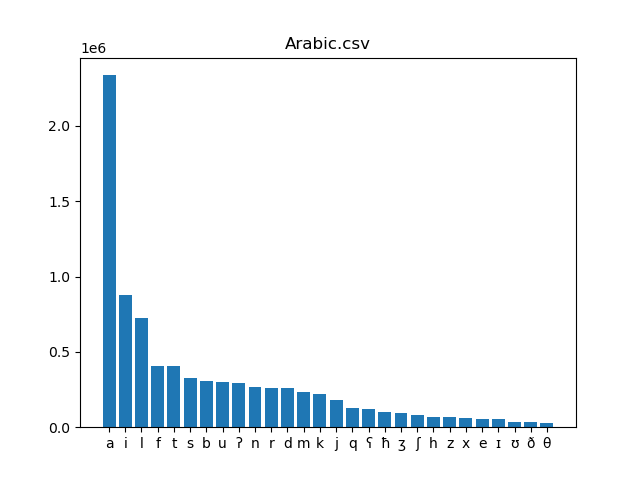 Arabic.csv
1e6
2.0
1.5
1.0
0.5
0.0
a i l f t s b u ʔ n r d m k j q ʕ ħ ʒ ʃ h z x e ɪ ʊ ð θ